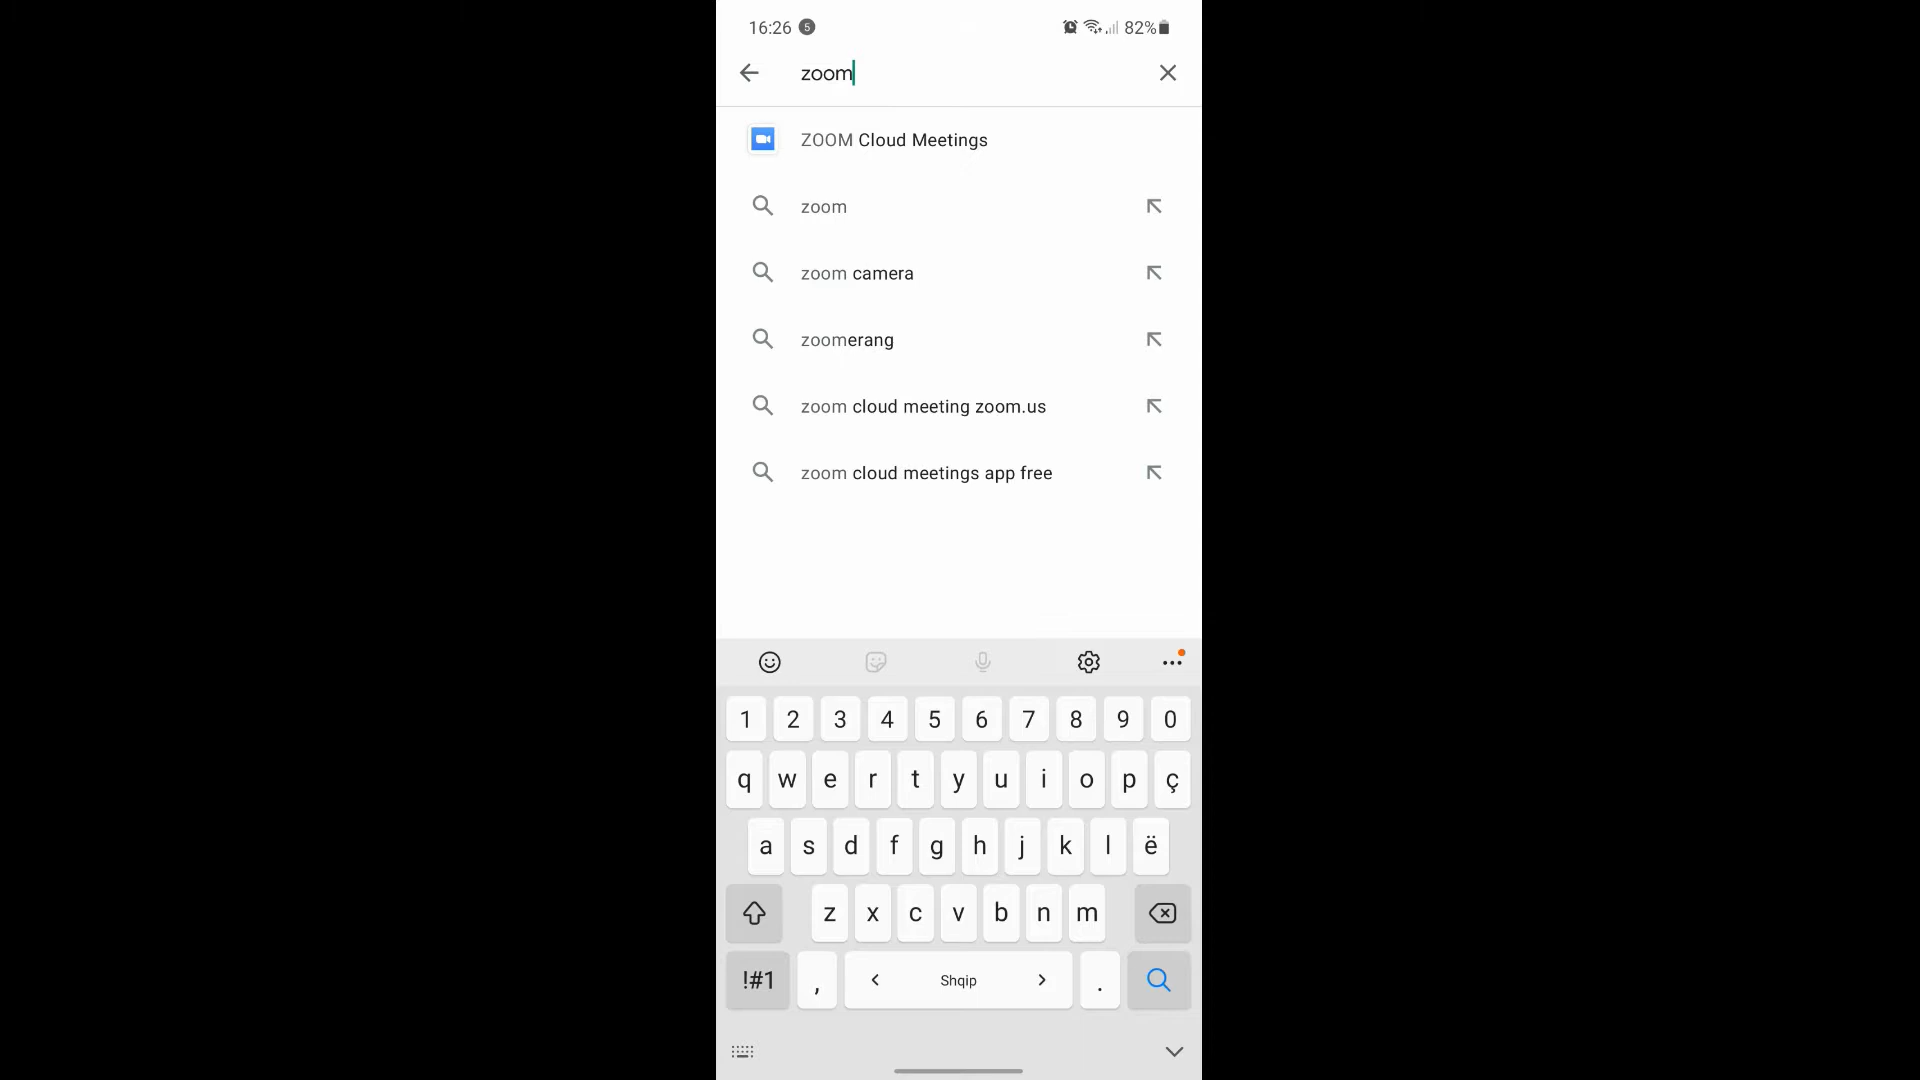 16:26 5 82%
zoom
ZOOM Cloud Meetings
zoom
zoom camera
zoomerang
zoom cloud meeting zoom.us
zoom cloud meetings app free
1 2 3 4 5 6 7 8 9 0
q w e r t y u i o p ç
a s d f g h j k l ë
z x c v b n m
!#1 , < Shqip > .